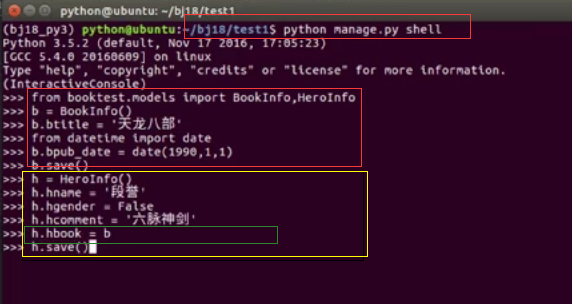 python@ubuntu: ~/bj18/test1
(bj18_py3) python@ubuntu:~/bj18/test1$ python manage.py shell
Python 3.5.2 (default, Nov 17 2016, 17:05:23)
[GCC 5.4.0 20160609] on linux
Type "help", "copyright", "credits" or "license" for more information.
(InteractiveConsole)
>>> from booktest.models import BookInfo,HeroInfo
>>> b = BookInfo()
>>> b.btitle = '天龙八部'
>>> from datetime import date
>>> b.bpub_date = date(1990,1,1)
>>> b.save()
>>> h = HeroInfo()
>>> h.hname = '段誉'
>>> h.hgender = False
>>> h.hcomment = '六脉神剑'
>>> h.hbook = b
>>> h.save()